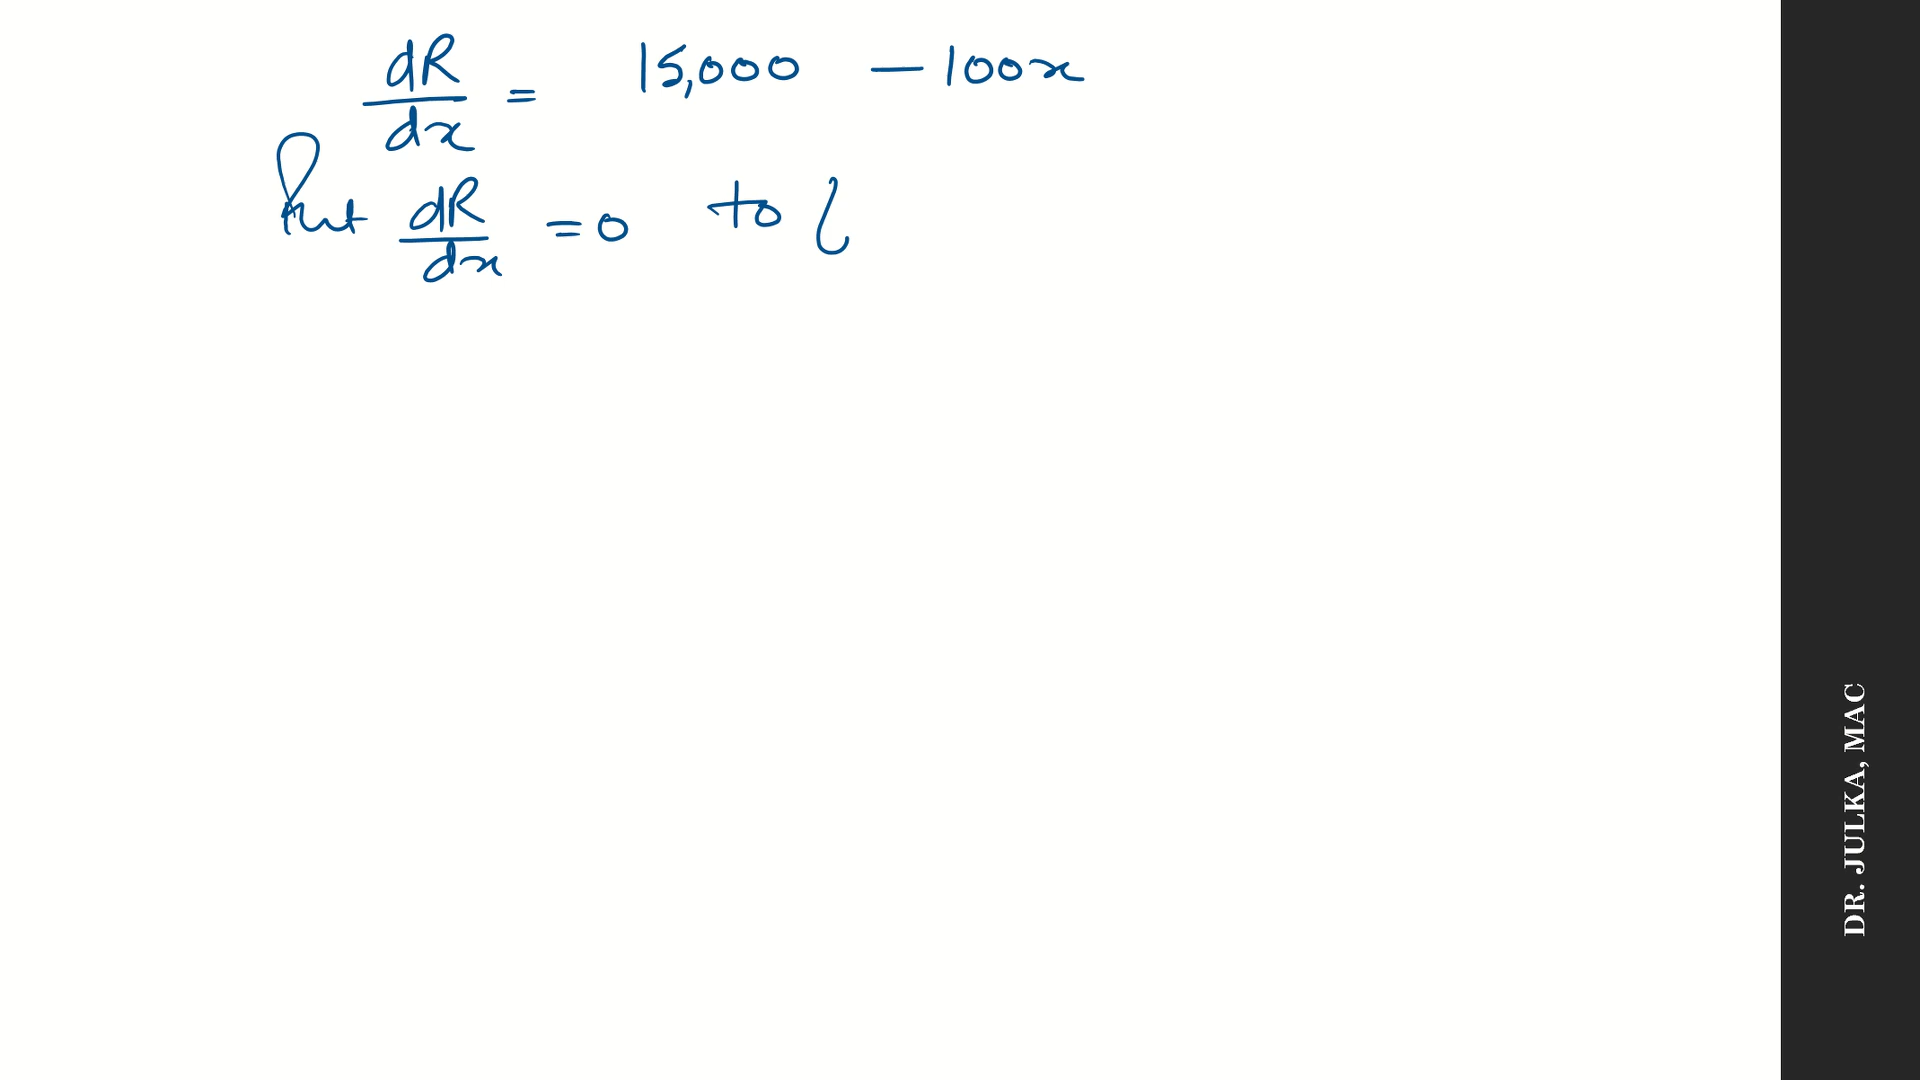 dR/dx = 15,000 – 100x
Put dR/dx = 0 to
DR. JULKA, MAC